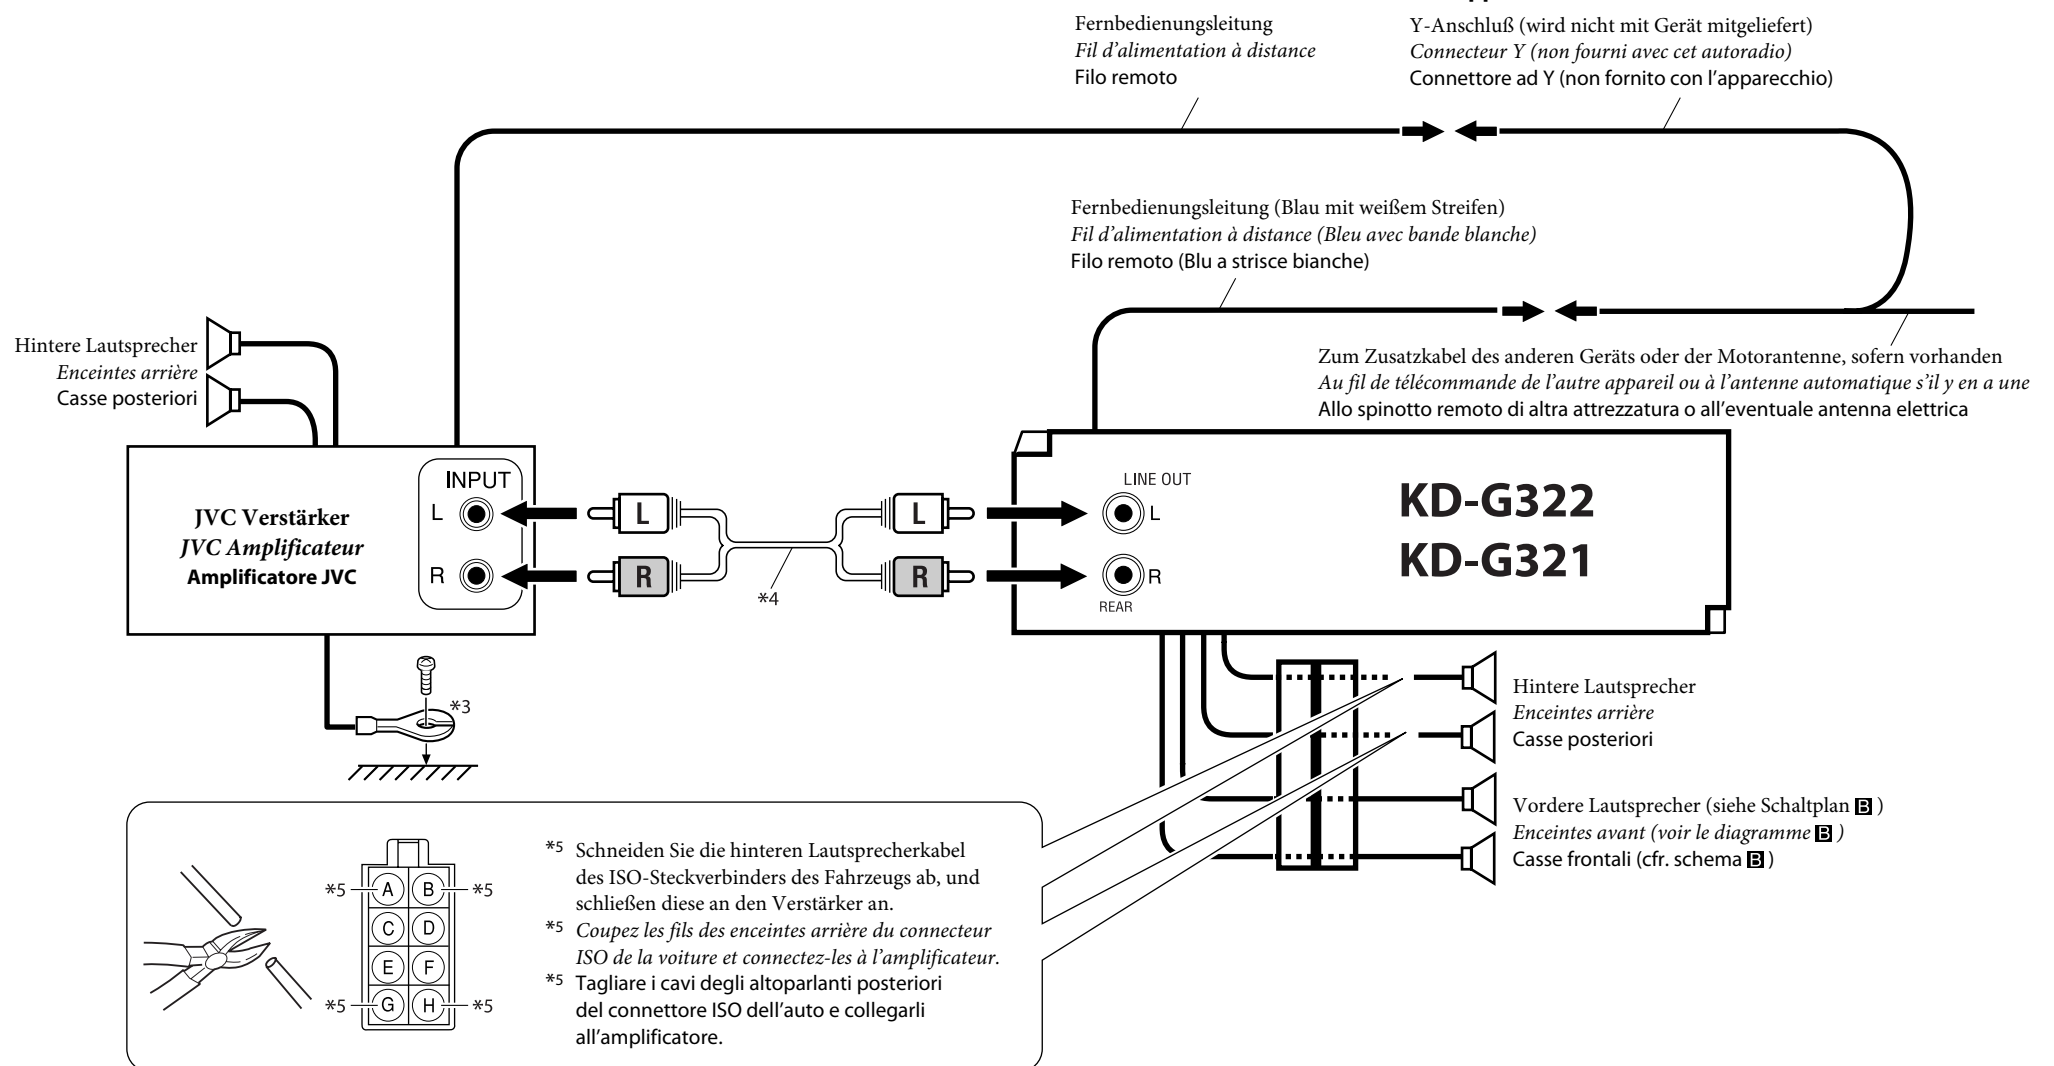 Fernbedienungsleitung
Fil d'alimentation à distance
Filo remoto
Y-Anschluß (wird nicht mit Gerät mitgeliefert)
Connecteur Y (non fourni avec cet autoradio)
Connettore ad Y (non fornito con l'apparecchio)
Fernbedienungsleitung (Blau mit weißem Streifen)
Fil d'alimentation à distance (Bleu avec bande blanche)
Filo remoto (Blu a strisce bianche)
Hintere Lautsprecher
Enceintes arrière
Casse posteriori
Zum Zusatzkabel des anderen Geräts oder der Motorantenne, sofern vorhanden
Au fil de télécommande de l'autre appareil ou à l'antenne automatique s'il y en a une
Allo spinotto remoto di altra attrezzatura o all'eventuale antenna elettrica
JVC Verstärker
JVC Amplificateur
Amplificatore JVC
INPUT
L
R
L
R
*4
L
R
LINE OUT
L
R
REAR
KD-G322
KD-G321
*3
Hintere Lautsprecher
Enceintes arrière
Casse posteriori
Vordere Lautsprecher (siehe Schaltplan B )
Enceintes avant (voir le diagramme B )
Casse frontali (cfr. schema B )
*5 A B *5
C D
E F
*5 G H *5
*5 Schneiden Sie die hinteren Lautsprecherkabel
des ISO-Steckverbinders des Fahrzeugs ab, und
schließen diese an den Verstärker an.
*5 Coupez les fils des enceintes arrière du connecteur
ISO de la voiture et connectez-les à l'amplificateur.
*5 Tagliare i cavi degli altoparlanti posteriori
del connettore ISO dell'auto e collegarli
all'amplificatore.